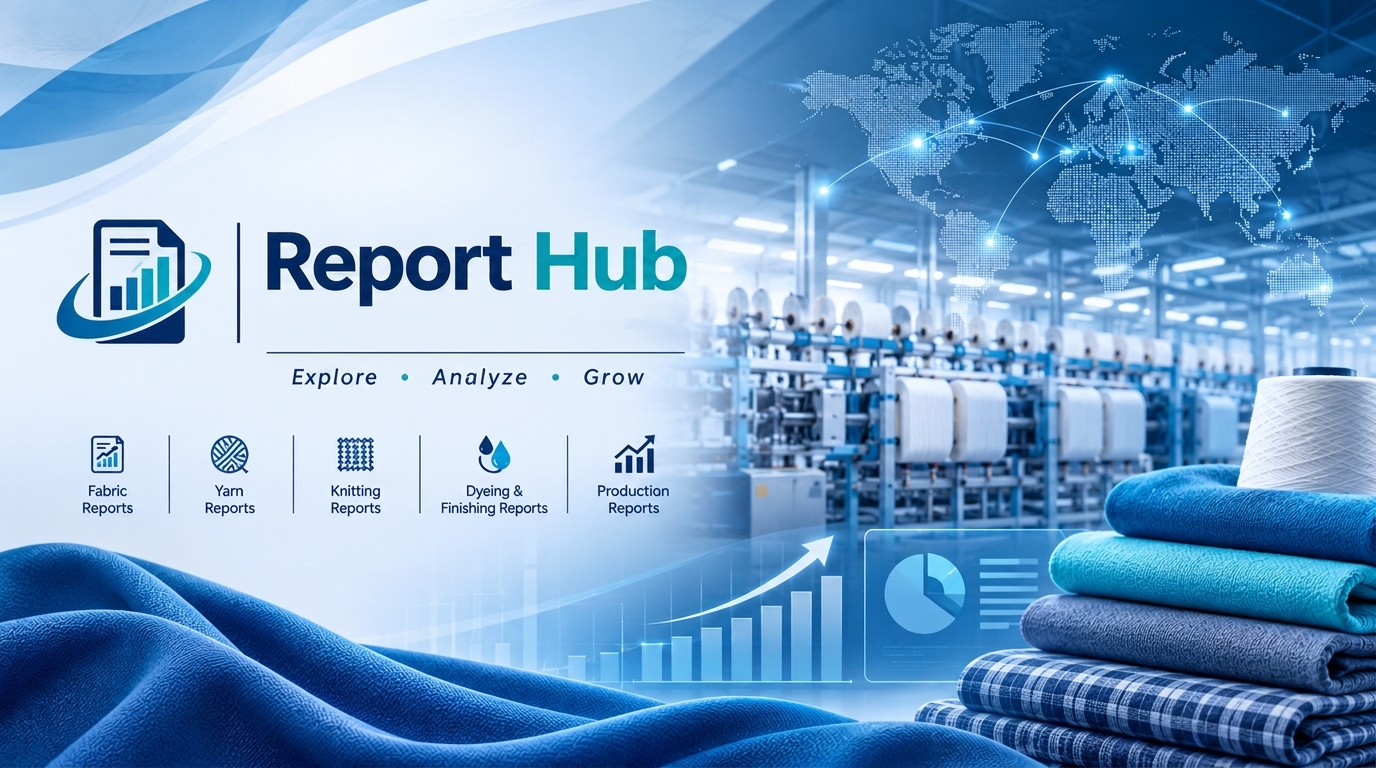 Report Hub
Explore • Analyze • Grow
Fabric
Reports
Yarn
Reports
Knitting
Reports
Dyeing &
Finishing Reports
Production
Reports